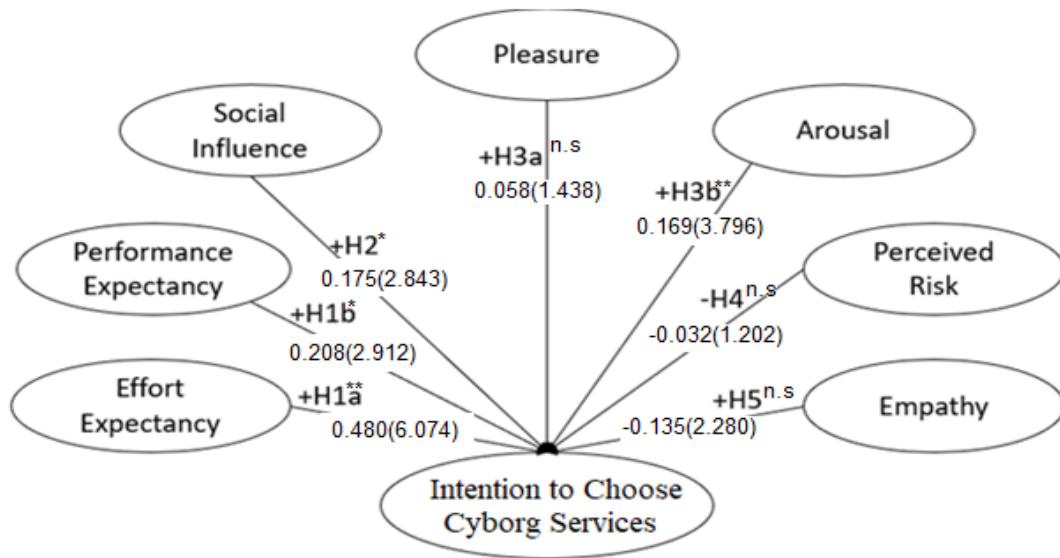 Pleasure
Social
Influence
Arousal
+H3a n.s
0.058(1.438)
+H3b**
0.169(3.796)
Performance
Expectancy
+H2*
0.175(2.843)
Perceived
Risk
-H4 n.s
-0.032(1.202)
+H1b*
0.208(2.912)
Effort
Expectancy
+H1a**
0.480(6.074)
+H5 n.s
-0.135(2.280)
Empathy
Intention to Choose
Cyborg Services